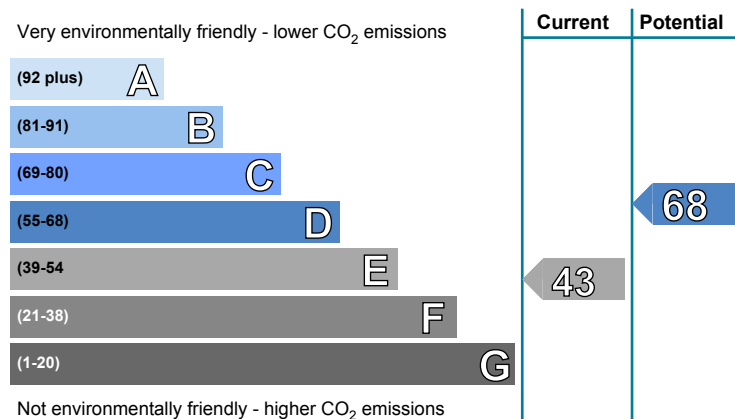 Very environmentally friendly - lower CO₂ emissions
Current
Potential
(92 plus) A
(81-91) B
(69-80) C
(55-68) D
68
(39-54 E
43
(21-38) F
(1-20) G
Not environmentally friendly - higher CO₂ emissions